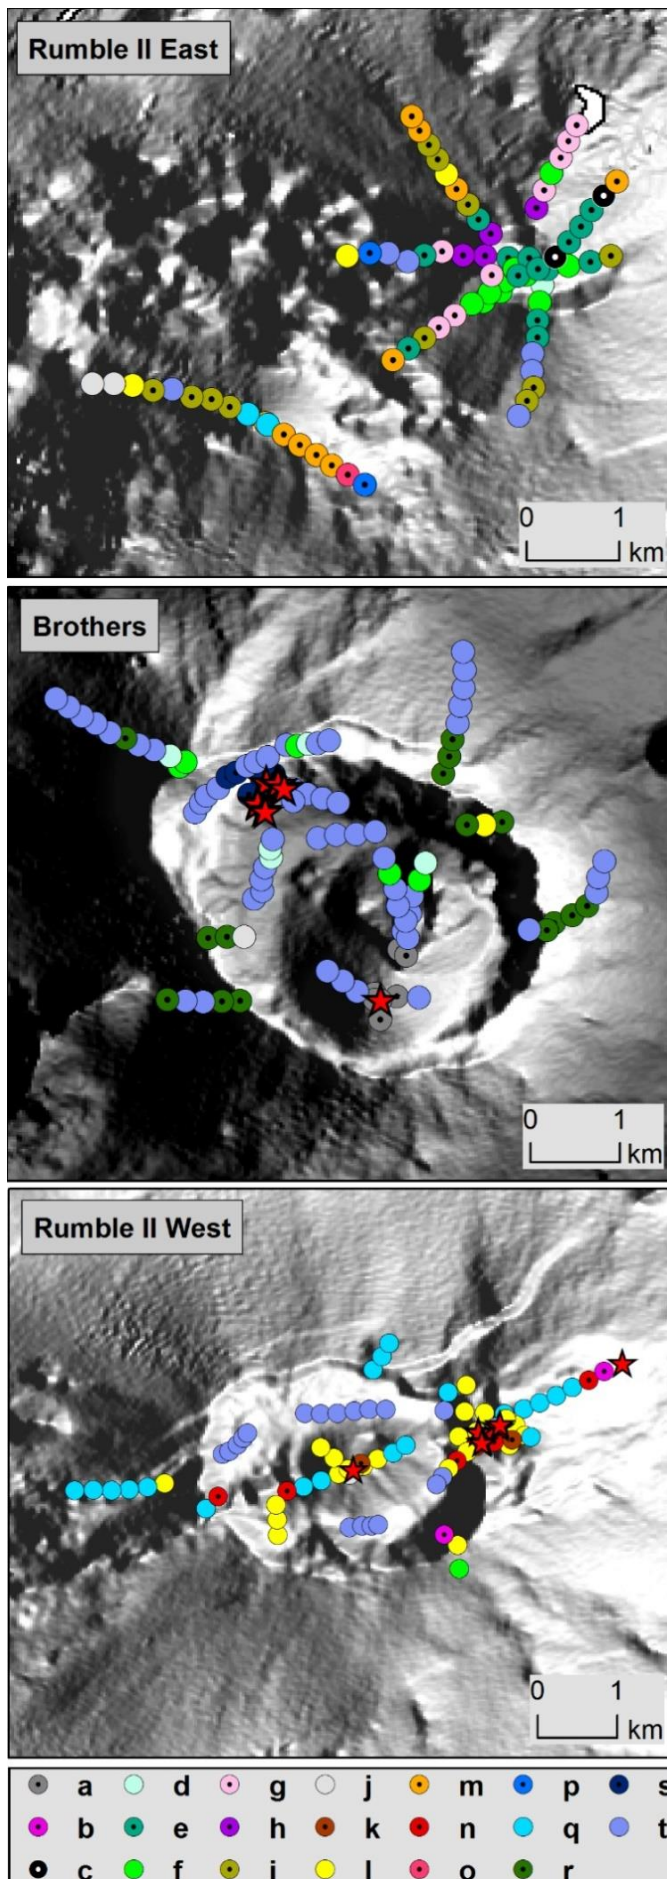 Rumble II East
0 1
km
Brothers
0 1
km
Rumble II West
0 1
km
a d g j m p s
b e h k n q t
c f i l o r